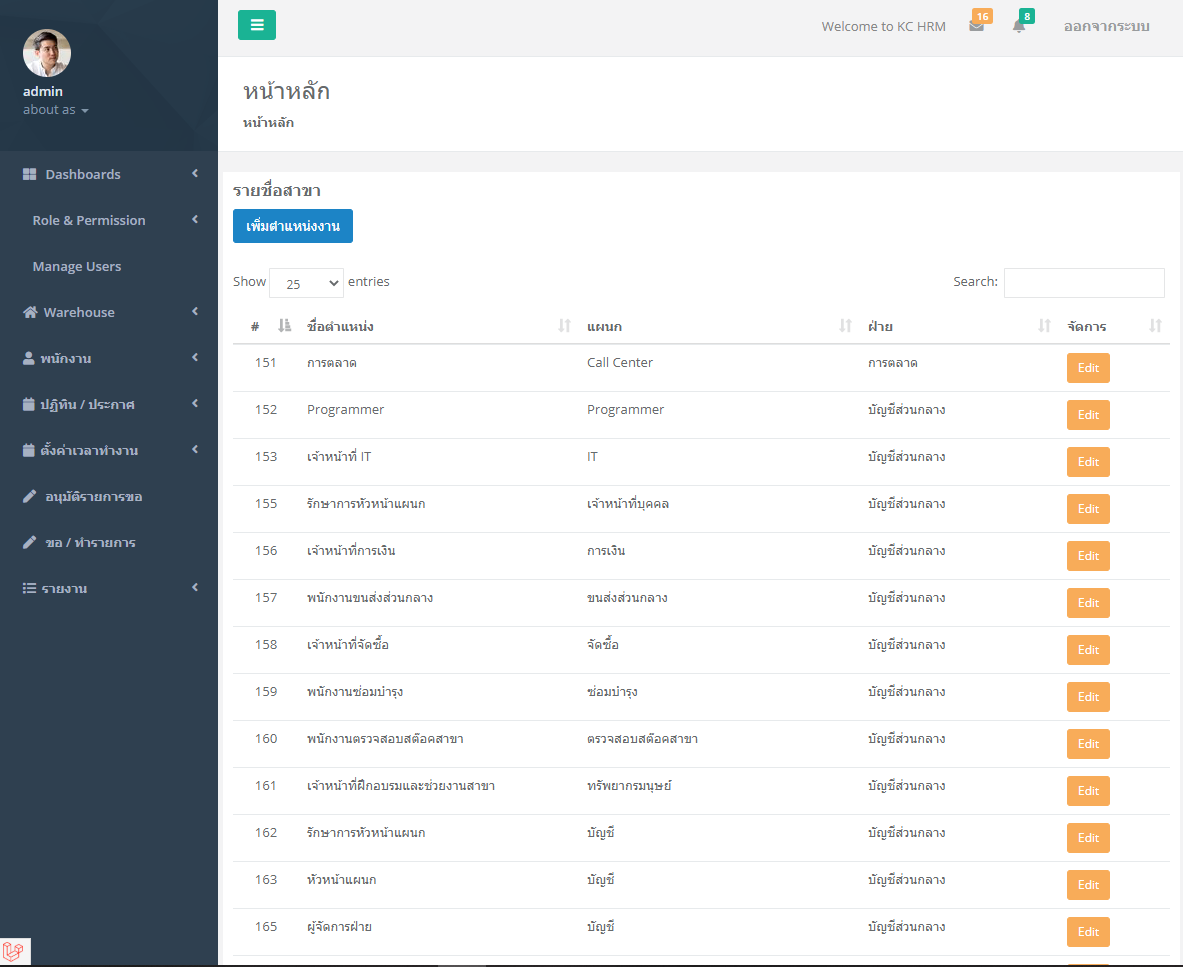 Welcome to KC HRM
16
8
ออกจากระบบ
admin
about as
Dashboards
Role & Permission
Manage Users
Warehouse
พนักงาน
ปฏิทิน / ประกาศ
ตั้งค่าเวลาทำงาน
อนุมัติรายการขอ
ขอ / ทำรายการ
รายงาน
หน้าหลัก
หน้าหลัก
รายชื่อสาขา
เพิ่มตำแหน่งงาน
Show 25 entries
Search:
# ชื่อตำแหน่ง แผนก ฝ่าย จัดการ
151 การตลาด Call Center การตลาด Edit
152 Programmer Programmer บัญชีส่วนกลาง Edit
153 เจ้าหน้าที่ IT IT บัญชีส่วนกลาง Edit
155 รักษาการหัวหน้าแผนก เจ้าหน้าที่บุคคล บัญชีส่วนกลาง Edit
156 เจ้าหน้าที่การเงิน การเงิน บัญชีส่วนกลาง Edit
157 พนักงานขนส่งส่วนกลาง ขนส่งส่วนกลาง บัญชีส่วนกลาง Edit
158 เจ้าหน้าที่จัดซื้อ จัดซื้อ บัญชีส่วนกลาง Edit
159 พนักงานซ่อมบำรุง ซ่อมบำรุง บัญชีส่วนกลาง Edit
160 พนักงานตรวจสอบสต๊อคสาขา ตรวจสอบสต๊อคสาขา บัญชีส่วนกลาง Edit
161 เจ้าหน้าที่ฝึกอบรมและช่วยงานสาขา ทรัพยากรมนุษย์ บัญชีส่วนกลาง Edit
162 รักษาการหัวหน้าแผนก บัญชี บัญชีส่วนกลาง Edit
163 หัวหน้าแผนก บัญชี บัญชีส่วนกลาง Edit
165 ผู้จัดการฝ่าย บัญชี บัญชีส่วนกลาง Edit